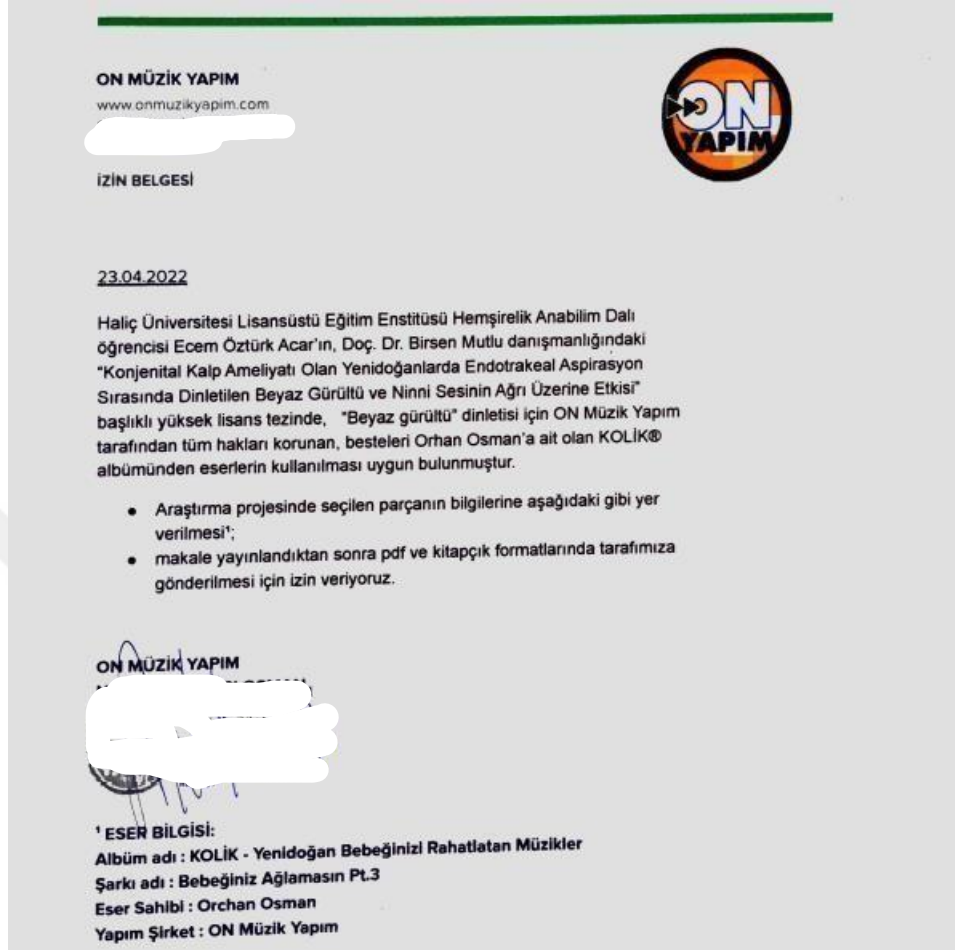 ON MÜZİK YAPIM
www.onmuzikyapim.com
ON
YAPIM
İZİN BELGESİ
23.04.2022
Haliç Üniversitesi Lisansüstü Eğitim Enstitüsü Hemşirelik Anabilim Dalı
öğrencisi Ecem Öztürk Acar'ın, Doç. Dr. Birsen Mutlu danışmanlığındaki
"Konjenital Kalp Ameliyatı Olan Yenidoğanlarda Endotrakeal Aspirasyon
Sırasında Dinletilen Beyaz Gürültü ve Ninni Sesinin Ağrı Üzerine Etkisi"
başlıklı yüksek lisans tezinde, "Beyaz gürültü" dinletisi için ON Müzik Yapım
tarafından tüm hakları korunan, besteleri Orhan Osman'a ait olan KOLİK®
albümünden eserlerin kullanılması uygun bulunmuştur.
• Araştırma projesinde seçilen parçanın bilgilerine aşağıdaki gibi yer
verilmesi¹;
• makale yayınlandıktan sonra pdf ve kitapçık formatlarında tarafımıza
gönderilmesi için izin veriyoruz.
ON MÜZİK YAPIM
¹ ESER BİLGİSİ:
Albüm adı : KOLİK - Yenidoğan Bebeğinizi Rahatlatan Müzikler
Şarkı adı : Bebeğiniz Ağlamasın Pt.3
Eser Sahibi : Orchan Osman
Yapım Şirket : ON Müzik Yapım